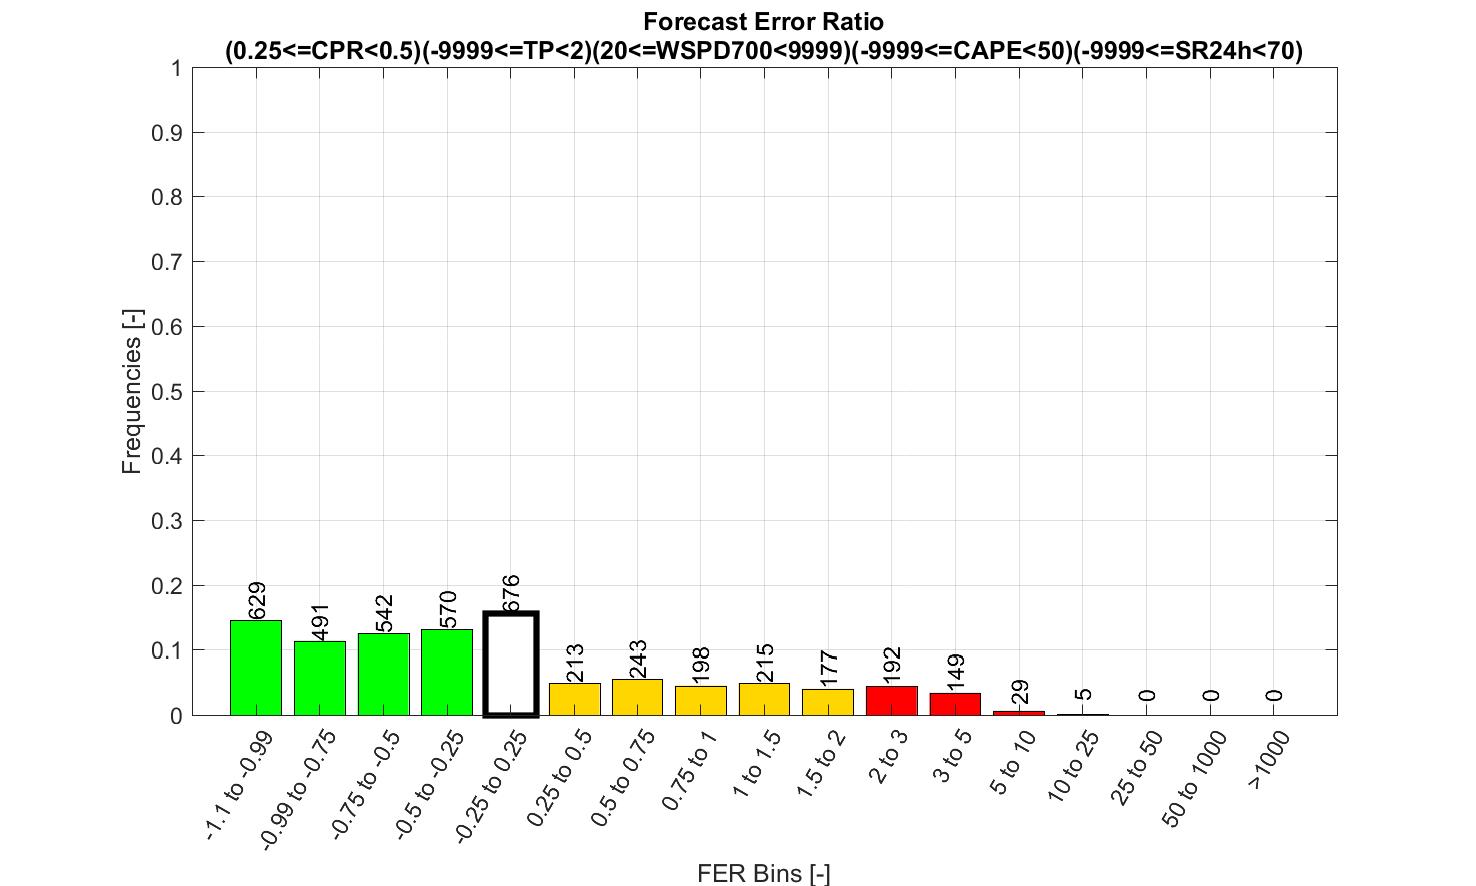 Forecast Error Ratio
(0.25<=CPR<0.5)(-9999<=TP<2)(20<=WSPD700<9999)(-9999<=CAPE<50)(-9999<=SR24h<70)
1
0.9
0.8
0.7
0.6
0.5
0.4
0.3
0.2
0.1
0
Frequencies [-]
629
491
542
570
676
213
243
198
215
177
192
149
29
5
0
0
0
-1.1 to -0.99
-0.99 to -0.75
-0.75 to -0.5
-0.5 to -0.25
-0.25 to 0.25
0.25 to 0.5
0.5 to 0.75
0.75 to 1
1 to 1.5
1.5 to 2
2 to 3
3 to 5
5 to 10
10 to 25
25 to 50
50 to 1000
>1000
FER Bins [-]